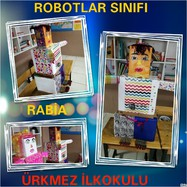 ROBOTLAR SINIFI
RABİA
ÜRKMEZ İLKOKULU